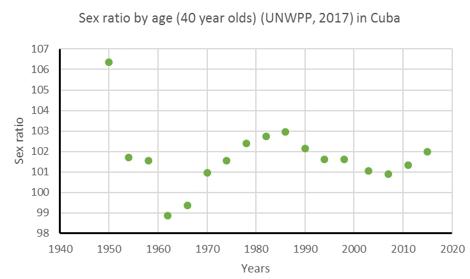 Sex ratio by age (40 year olds) (UNWPP, 2017) in Cuba
107
106
105
104
103
102
101
100
99
98
Sex ratio
1940 1950 1960 1970 1980 1990 2000 2010 2020
Years